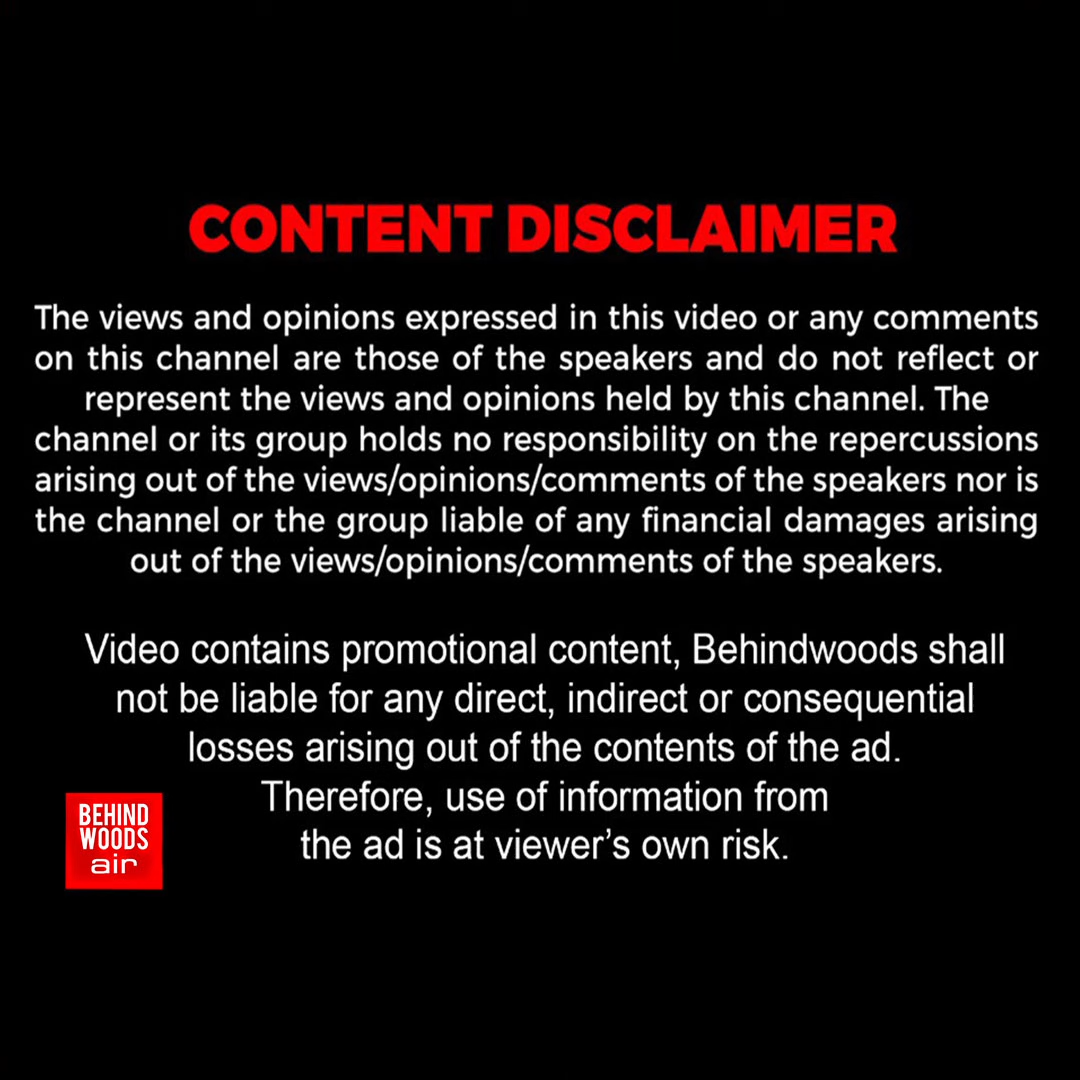 CONTENT DISCLAIMER
The views and opinions expressed in this video or any comments
on this channel are those of the speakers and do not reflect or
represent the views and opinions held by this channel. The
channel or its group holds no responsibility on the repercussions
arising out of the views/opinions/comments of the speakers nor is
the channel or the group liable of any financial damages arising
out of the views/opinions/comments of the speakers.
Video contains promotional content, Behindwoods shall
not be liable for any direct, indirect or consequential
losses arising out of the contents of the ad.
Therefore, use of information from
the ad is at viewer’s own risk.
BEHIND
WOODS
air